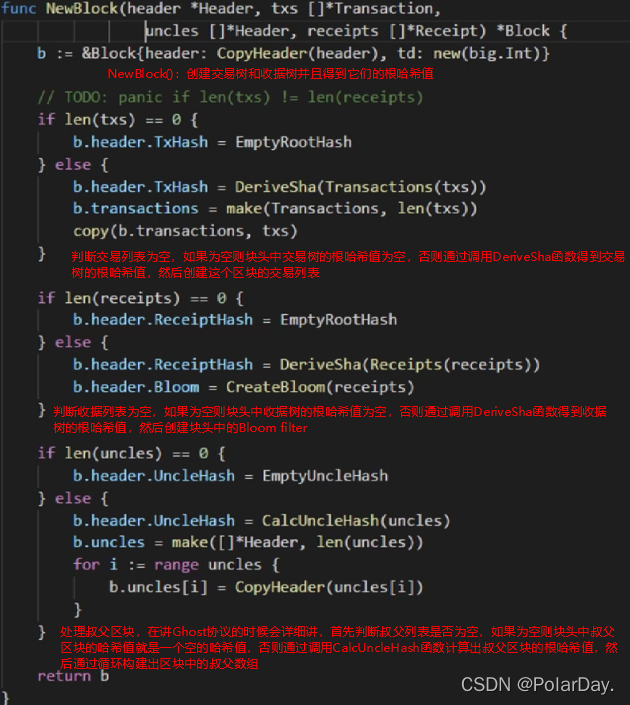 func NewBlock(header *Header, txs []*Transaction,
uncles []*Header, receipts []*Receipt) *Block {
b := &Block{header: CopyHeader(header), td: new(big.Int)}
NewBlock()：创建交易树和收据树并且得到它们的根哈希值
// TODO: panic if len(txs) != len(receipts)
if len(txs) == 0 {
b.header.TxHash = EmptyRootHash
} else {
b.header.TxHash = DeriveSha(Transactions(txs))
b.transactions = make(Transactions, len(txs))
copy(b.transactions, txs)
}
判断交易列表为空，如果为空则块头中交易树的根哈希值为空，否则通过调用DeriveSha函数得到交易
树的根哈希值，然后创建这个区块的交易列表
if len(receipts) == 0 {
b.header.ReceiptHash = EmptyRootHash
} else {
b.header.ReceiptHash = DeriveSha(Receipts(receipts))
b.header.Bloom = CreateBloom(receipts)
} 判断收据列表为空，如果为空则块头中收据树的根哈希值为空，否则通过调用DeriveSha函数得到收据
树的根哈希值，然后创建块头中的Bloom filter
if len(uncles) == 0 {
b.header.UncleHash = EmptyUncleHash
} else {
b.header.UncleHash = CalcUncleHash(uncles)
b.uncles = make([]*Header, len(uncles))
for i := range uncles {
b.uncles[i] = CopyHeader(uncles[i])
}
} 处理叔父区块，在讲Ghost协议的时候会详细讲，首先判断叔父列表是否为空，如果为空则块头中叔父
区块的哈希值就是一个空的哈希值，否则通过调用CalcUncleHash函数计算出叔父区块的根哈希值，然
后通过循环构建出区块中的叔父数组
return b
}
CSDN @PolarDay.